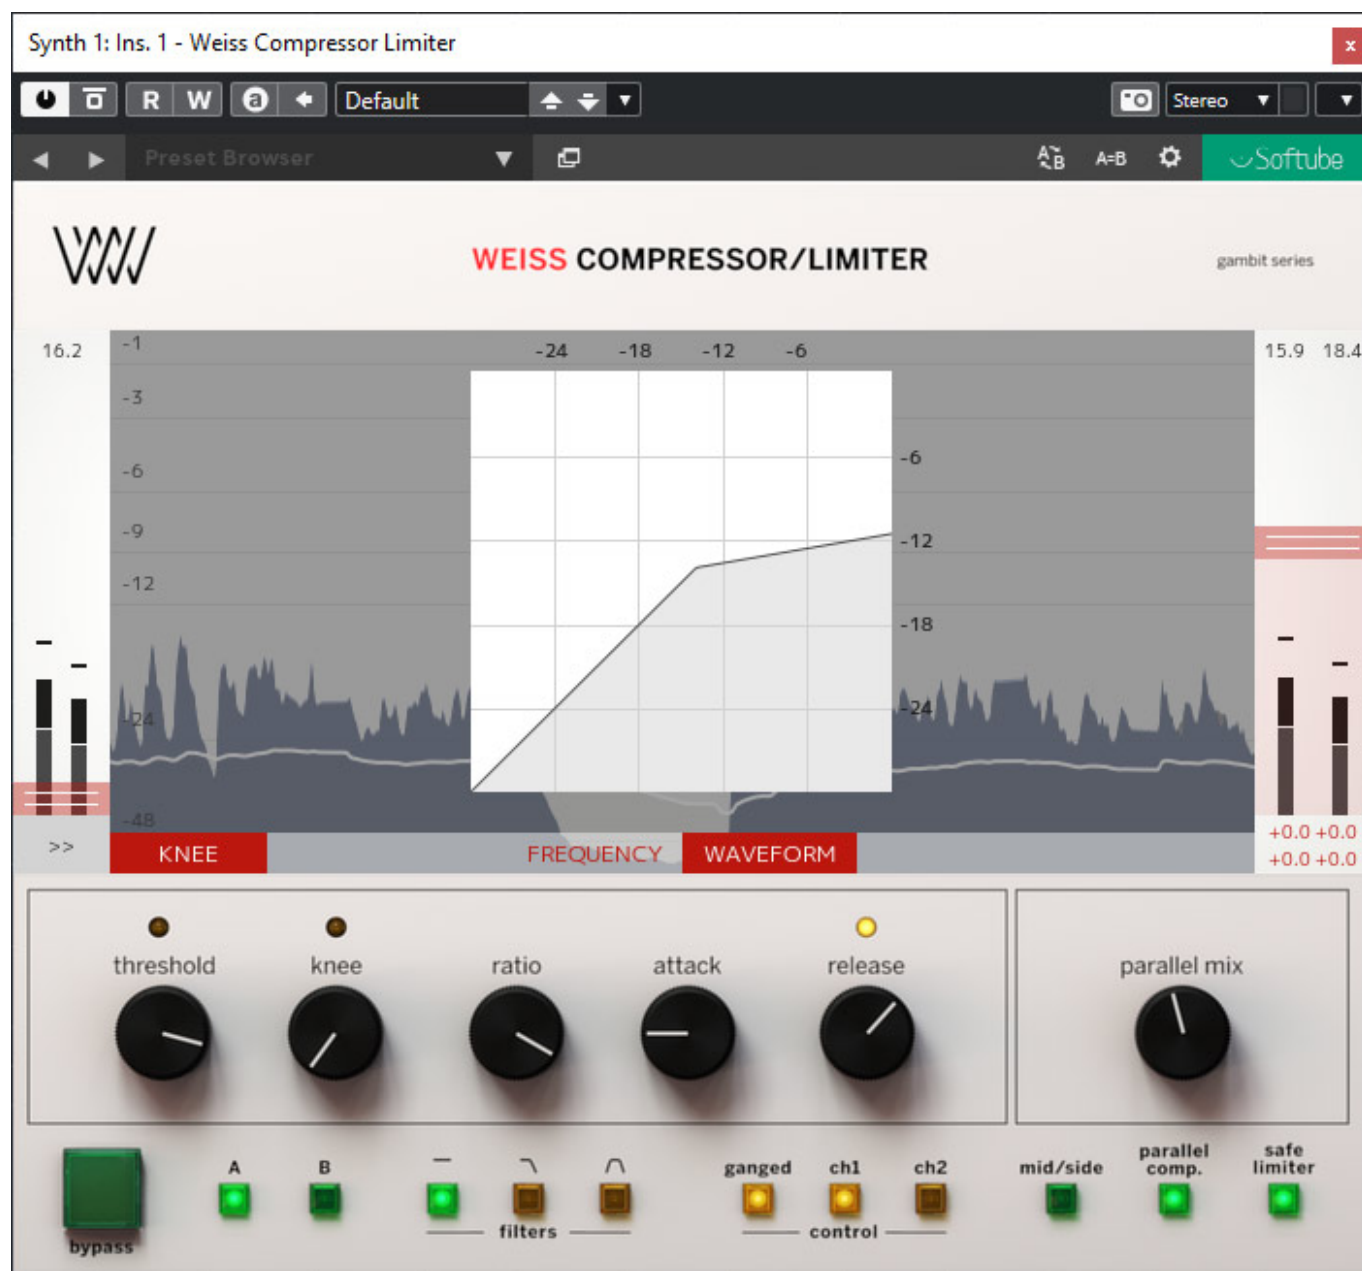 Synth 1: Ins. 1 - Weiss Compressor Limiter
x
R W a Default Stereo
Preset Browser A B A=B Softube
WEISS COMPRESSOR/LIMITER gambit series
16.2 -1 -24 -18 -12 -6 15.9 18.4
-3
-6 -6
-9
-12
-12
-18
-24
-24
-48
+0.0 +0.0
>> KNEE FREQUENCY WAVEFORM +0.0 +0.0
threshold knee ratio attack release parallel mix
A B ganged ch1 ch2 mid/side parallel comp. safe limiter
filters control
bypass